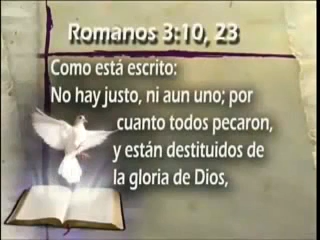 Romanos 3:10, 23
Como está escrito:
No hay justo, ni aun uno; por
cuanto todos pecaron,
y están destituidos de
la gloria de Dios,